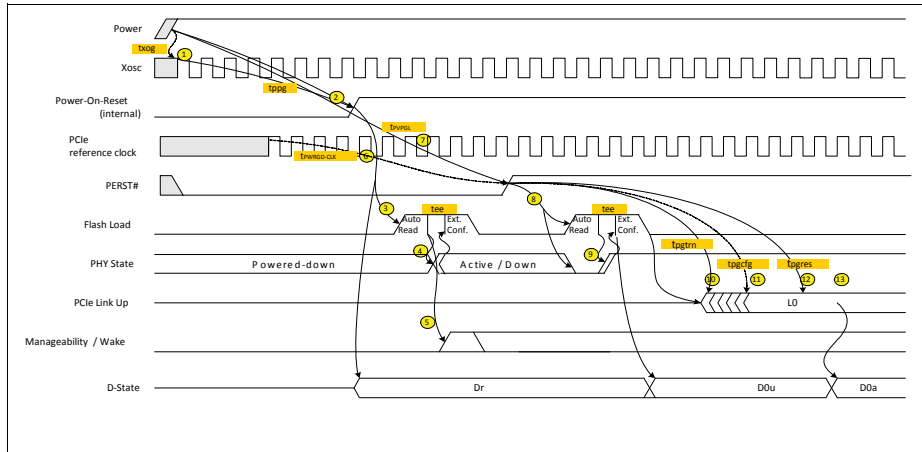 Power
txog
1
Xosc
tppg
2
Power-On-Reset
(internal)
tPVPGL
7
PCIe
reference clock
tPWRGD-CLK
6
PERST#
3
tee
8
tee
Flash Load
Auto
Read
Ext.
Conf.
Auto
Read
Ext.
Conf.
tpgtrn
4
9
PHY State
Powered-down
Active / Down
tpgcfg
tpgres
10
11
12
13
PCIe Link Up
L0
5
Manageability / Wake
D-State
Dr
D0u
D0a